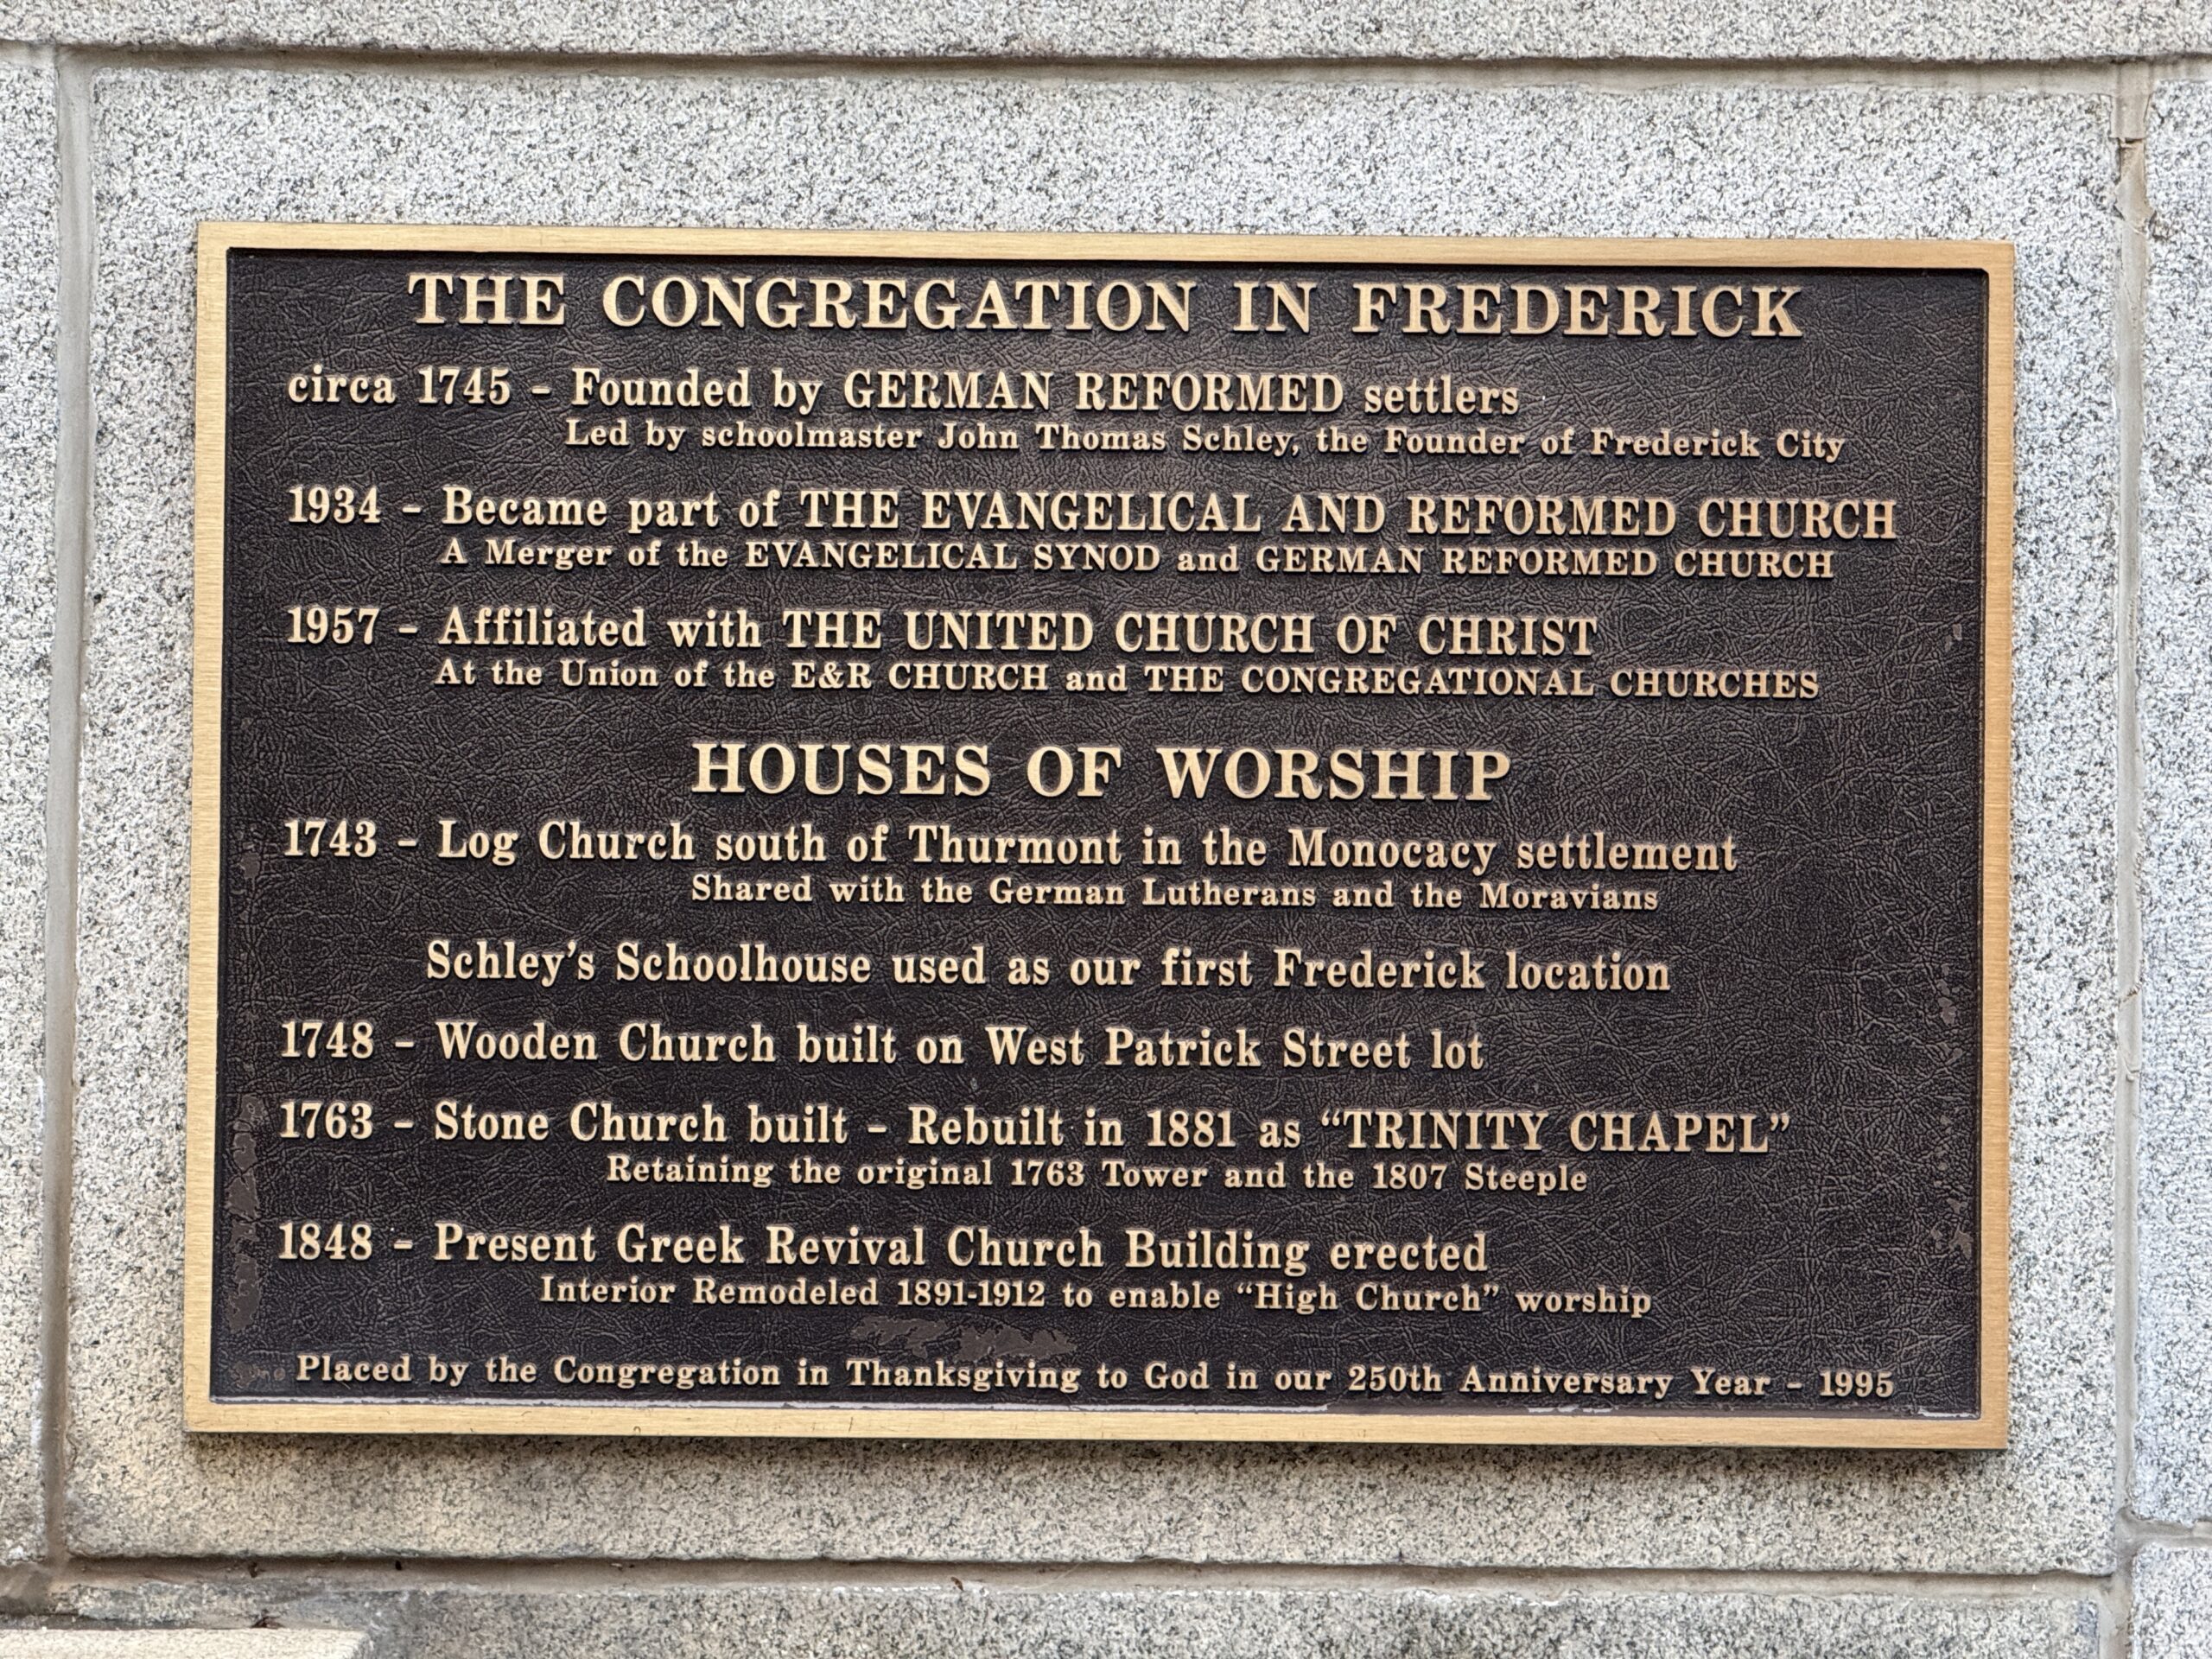 THE CONGREGATION IN FREDERICK
circa 1745 - Founded by GERMAN REFORMED settlers
Led by schoolmaster John Thomas Schley, the Founder of Frederick City
1934 - Became part of THE EVANGELICAL AND REFORMED CHURCH
A Merger of the EVANGELICAL SYNOD and GERMAN REFORMED CHURCH
1957 - Affiliated with THE UNITED CHURCH OF CHRIST
At the Union of the E&R CHURCH and THE CONGREGATIONAL CHURCHES
HOUSES OF WORSHIP
1743 - Log Church south of Thurmont in the Monocacy settlement
Shared with the German Lutherans and the Moravians
Schley's Schoolhouse used as our first Frederick location
1748 - Wooden Church built on West Patrick Street lot
1763 - Stone Church built - Rebuilt in 1881 as “TRINITY CHAPEL”
Retaining the original 1763 Tower and the 1807 Steeple
1848 - Present Greek Revival Church Building erected
Interior Remodeled 1891-1912 to enable “High Church” worship
Placed by the Congregation in Thanksgiving to God in our 250th Anniversary Year - 1995